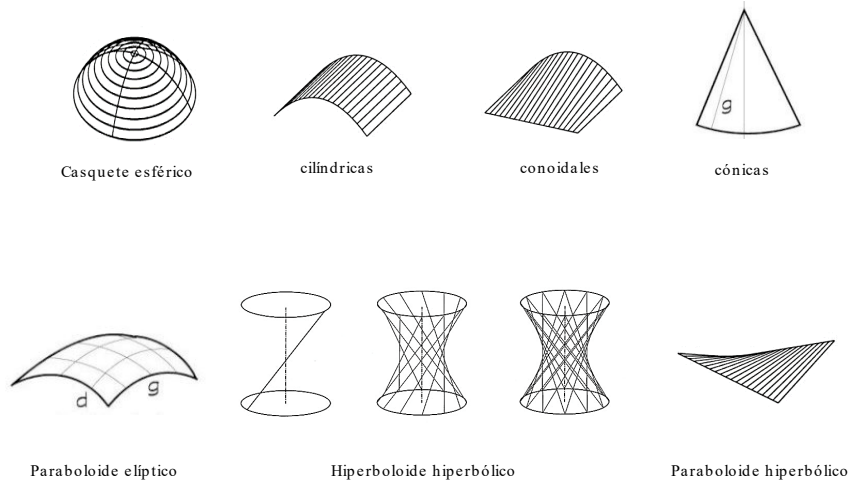 g
Casquete esférico
cilíndricas
conoidales
cónicas
d
g
Paraboloide elíptico
Hiperboloide hiperbólico
Paraboloide hiperbólico